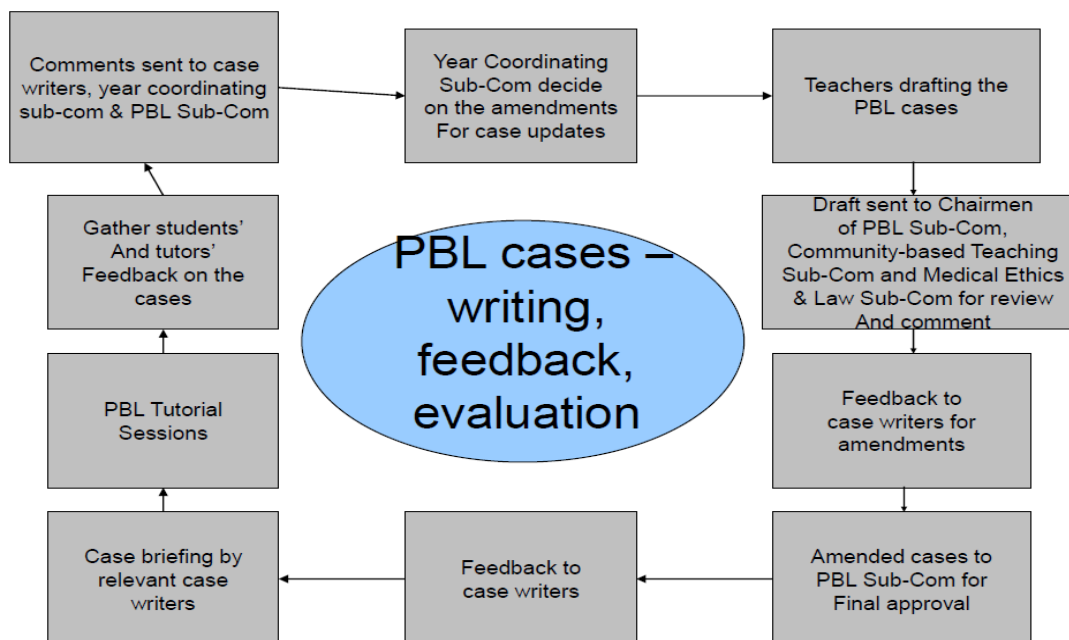 Comments sent to case
writers, year coordinating
sub-com & PBL Sub-Com
Year Coordinating
Sub-Com decide
on the amendments
For case updates
Teachers drafting the
PBL cases
Draft sent to Chairmen
of PBL Sub-Com,
Community-based Teaching
Sub-Com and Medical Ethics
& Law Sub-Com for review
And comment
Feedback to
case writers for
amendments
Amended cases to
PBL Sub-Com for
Final approval
Feedback to
case writers
Case briefing by
relevant case
writers
PBL Tutorial
Sessions
Gather students’
And tutors’
Feedback on the
cases
PBL cases –
writing,
feedback,
evaluation